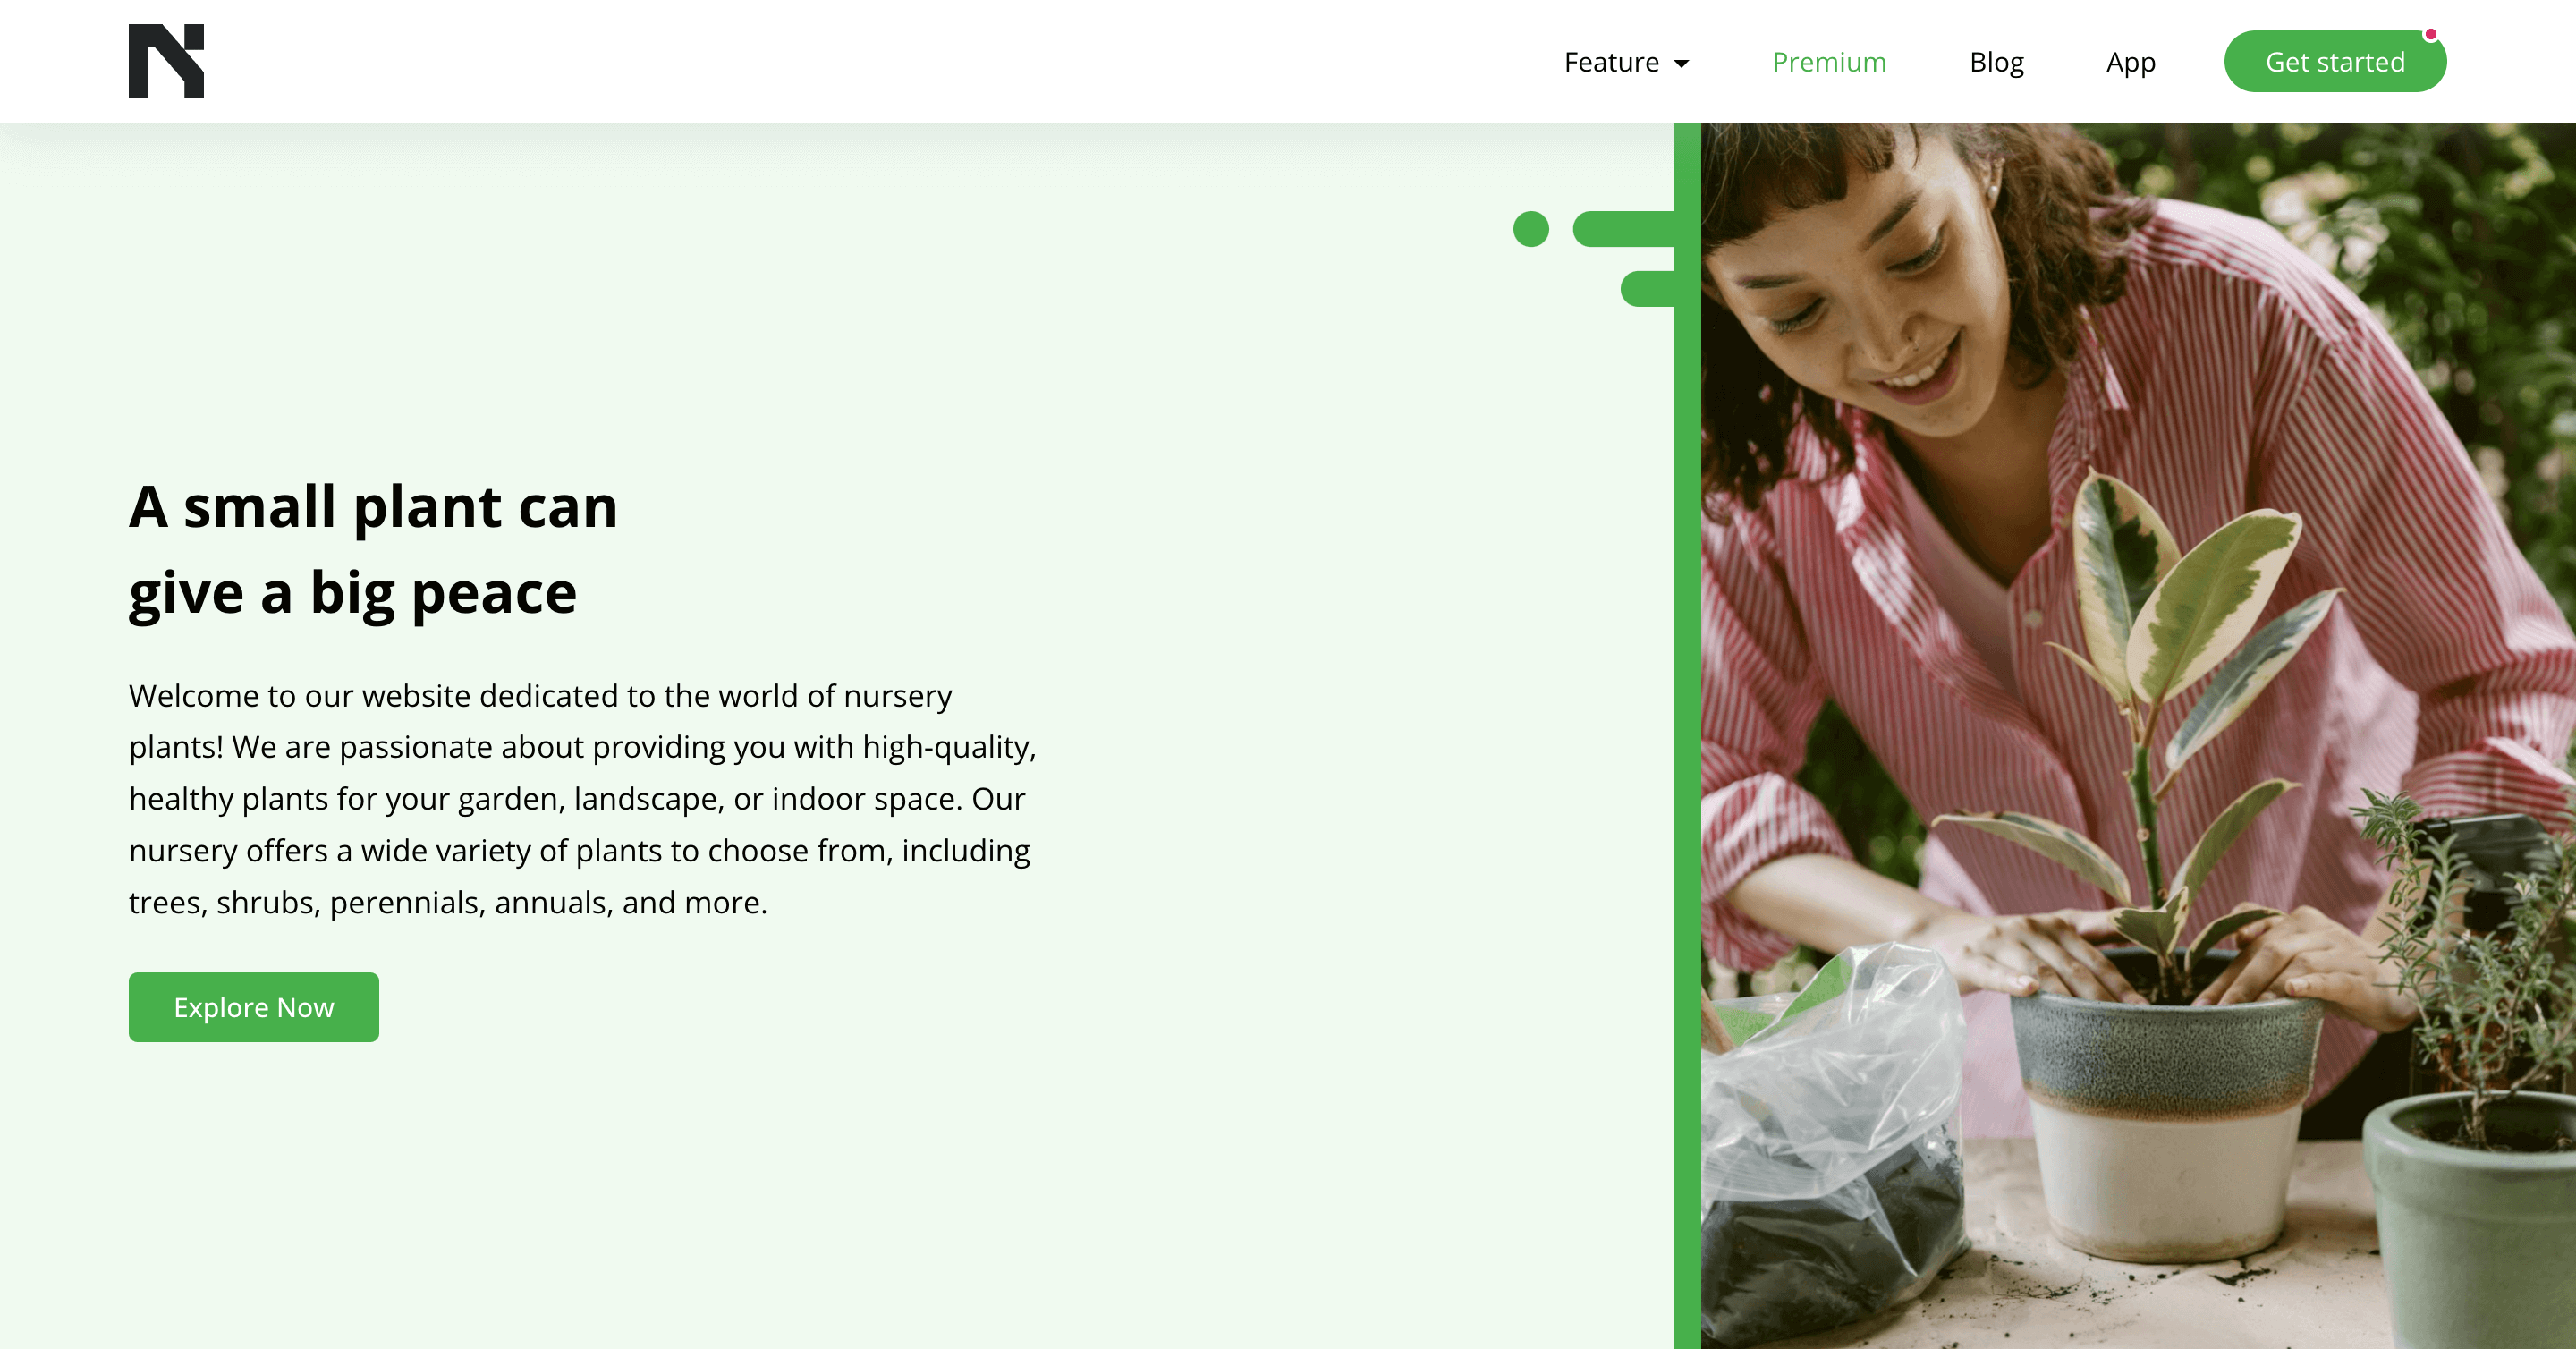 Feature
Premium
Blog
App
Get started
A small plant can
give a big peace
Welcome to our website dedicated to the world of nursery
plants! We are passionate about providing you with high-quality,
healthy plants for your garden, landscape, or indoor space. Our
nursery offers a wide variety of plants to choose from, including
trees, shrubs, perennials, annuals, and more.
Explore Now